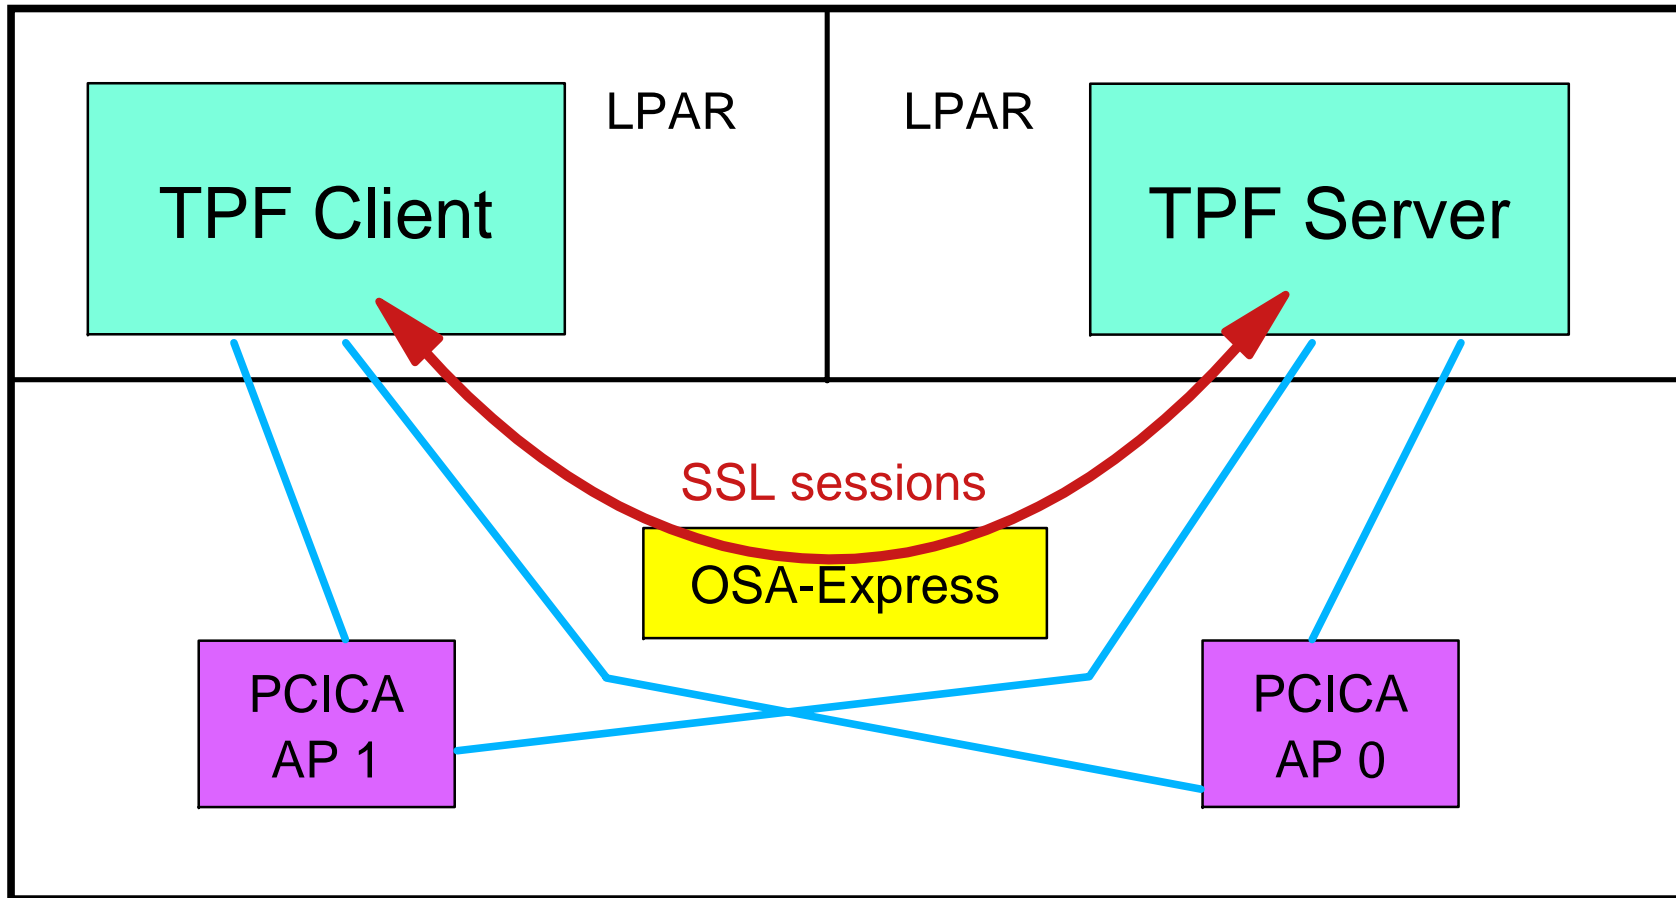 LPAR
LPAR
TPF Client
TPF Server
SSL sessions
OSA-Express
PCICA
AP 1
PCICA
AP 0